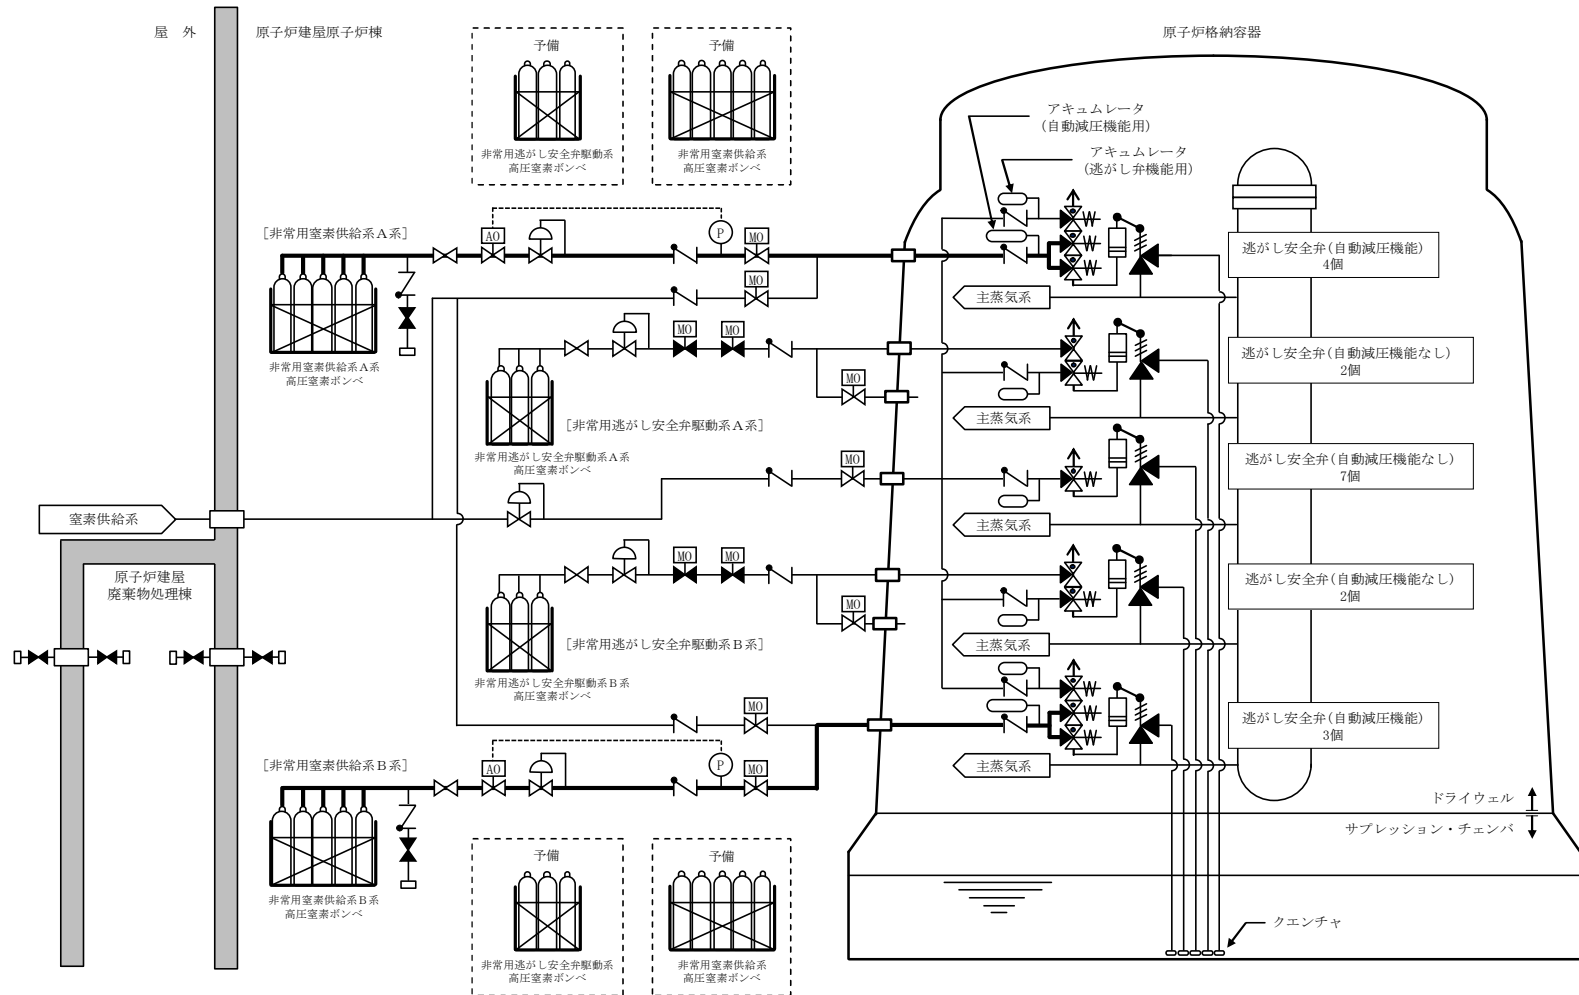 屋　外
原子炉建屋原子炉棟
予備
非常用逃がし安全弁駆動系
高圧窒素ボンベ
予備
非常用窒素供給系
高圧窒素ボンベ
原子炉格納容器
アキュムレータ
(自動減圧機能用)
アキュムレータ
(逃がし弁機能用)
[非常用窒素供給系A系]
AO
P
MO
MO
非常用窒素供給系A系
高圧窒素ボンベ
逃がし安全弁(自動減圧機能)
4個
主蒸気系
MO
MO
MO
[非常用逃がし安全弁駆動系A系]
非常用逃がし安全弁駆動系A系
高圧窒素ボンベ
逃がし安全弁(自動減圧機能なし)
2個
主蒸気系
MO
逃がし安全弁(自動減圧機能なし)
7個
主蒸気系
窒素供給系
原子炉建屋
廃棄物処理棟
MO
MO
MO
[非常用逃がし安全弁駆動系B系]
非常用逃がし安全弁駆動系B系
高圧窒素ボンベ
逃がし安全弁(自動減圧機能なし)
2個
主蒸気系
MO
逃がし安全弁(自動減圧機能)
3個
主蒸気系
[非常用窒素供給系B系]
AO
P
MO
非常用窒素供給系B系
高圧窒素ボンベ
ドライウェル
サプレッション・チェンバ
予備
非常用逃がし安全弁駆動系
高圧窒素ボンベ
予備
非常用窒素供給系
高圧窒素ボンベ
クエンチャ